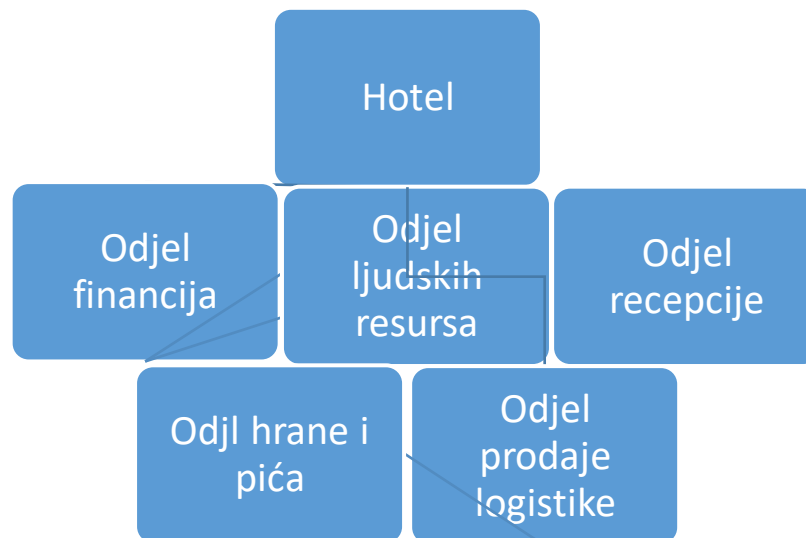 Hotel
Odjel
financija
Odjel
ljudskih
resursa
Odjel
recepcije
Odjl hrane i
pića
Odjel
prodaje
logistike